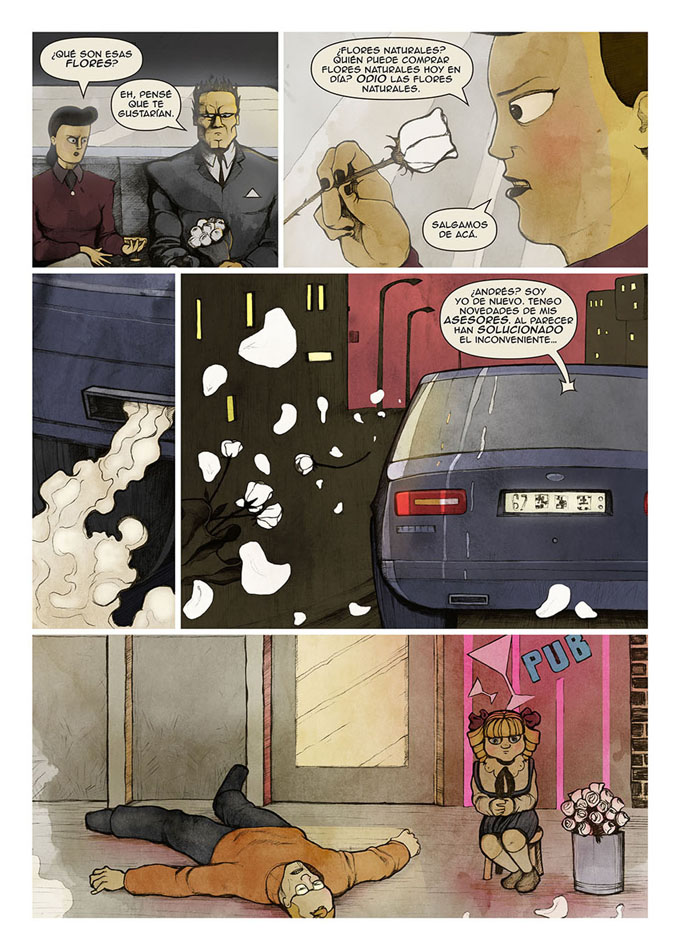 ¿QUÉ SON ESAS
FLORES?
EH, PENSÉ
QUE TE
GUSTARÍAN.
¿FLORES NATURALES?
QUIÉN PUEDE COMPRAR
FLORES NATURALES HOY EN
DÍA? ODIO LAS FLORES
NATURALES.
SALGAMOS
DE ACÁ.
¿ANDRÉS? SOY
YO DE NUEVO. TENGO
NOVEDADES DE MIS
ASESORES. AL PARECER
HAN SOLUCIONADO
EL INCONVENIENTE...
67
PUB